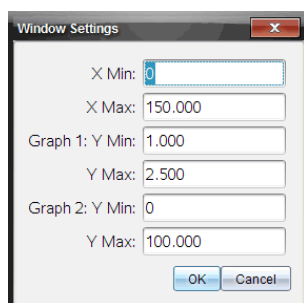 Window Settings
X Min: 0
X Max: 150.000
Graph 1: Y Min: 1.000
Y Max: 2.500
Graph 2: Y Min: 0
Y Max: 100.000
OK Cancel